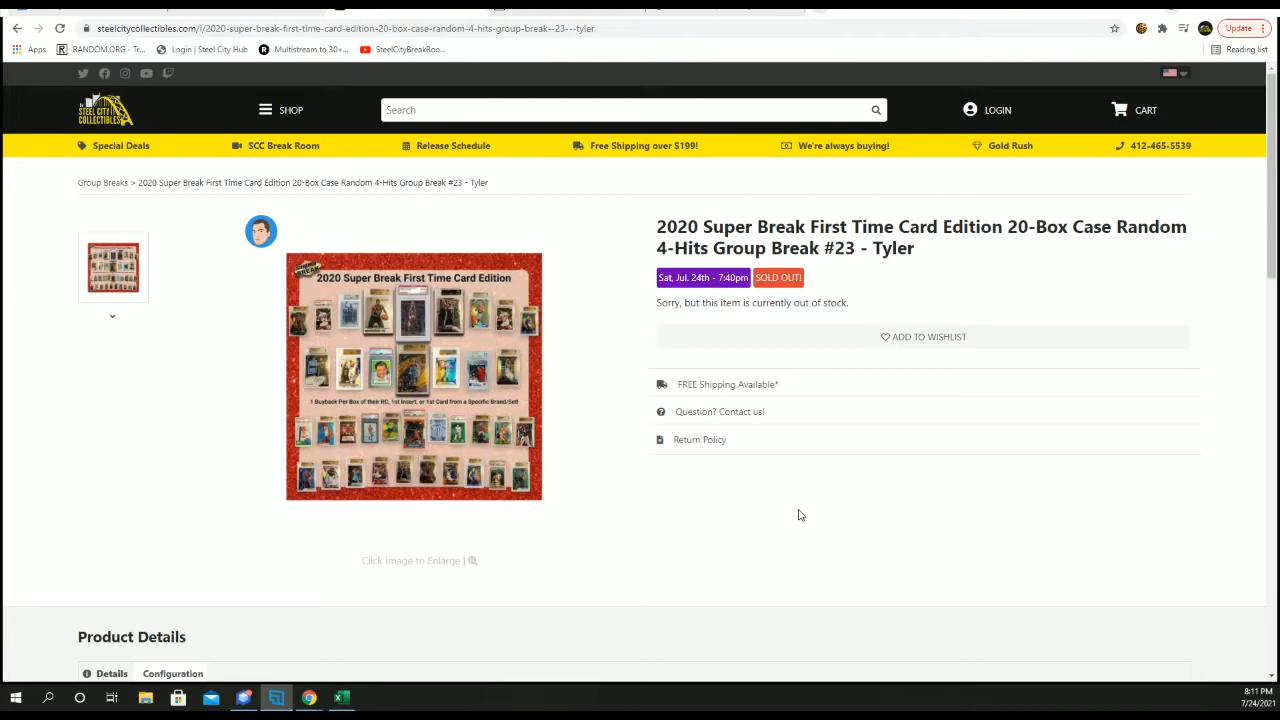 steelcitycollectibles.com/i/2020-super-break-first-time-card-edition-20-box-case-random-4-hits-group-break--23---tyler
Update
Apps
RANDOM.ORG - Tr...
Login | Steel City Hub
Multistream to 30+...
SteelCityBreakRoo...
Reading list
STEEL CITY
COLLECTIBLES
SHOP
Search
LOGIN
CART
Special Deals
SCC Break Room
Release Schedule
Free Shipping over $199!
We're always buying!
Gold Rush
412-465-5539
Group Breaks > 2020 Super Break First Time Card Edition 20-Box Case Random 4-Hits Group Break #23 - Tyler
2020 Super Break First Time Card Edition 20-Box Case Random
4-Hits Group Break #23 - Tyler
Sat, Jul. 24th - 7:40pm
SOLD OUT!
Sorry, but this item is currently out of stock.
ADD TO WISHLIST
FREE Shipping Available*
Question? Contact us!
Return Policy
2020 Super Break First Time Card Edition
1 Buyback Per Box of their RC, 1st Insert, or 1st Card from a Specific Brand/Set!
Click Image to Enlarge |
Product Details
Details
Configuration
8:11 PM
7/24/2021